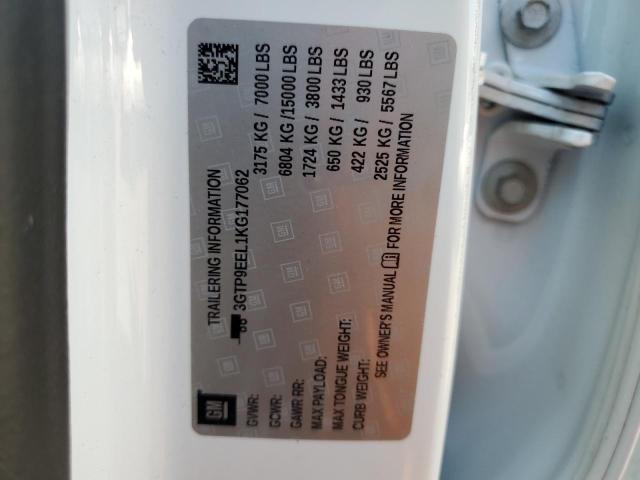 GM
TRAILERING INFORMATION
3GTP9EEL1KG177062
GVWR: 3175 KG / 7000 LBS
GCWR: 6804 KG /15000 LBS
GAWR RR: 1724 KG / 3800 LBS
MAX PAYLOAD: 650 KG / 1433 LBS
MAX TONGUE WEIGHT: 422 KG / 930 LBS
CURB WEIGHT: 2525 KG / 5567 LBS
SEE OWNER'S MANUAL FOR MORE INFORMATION